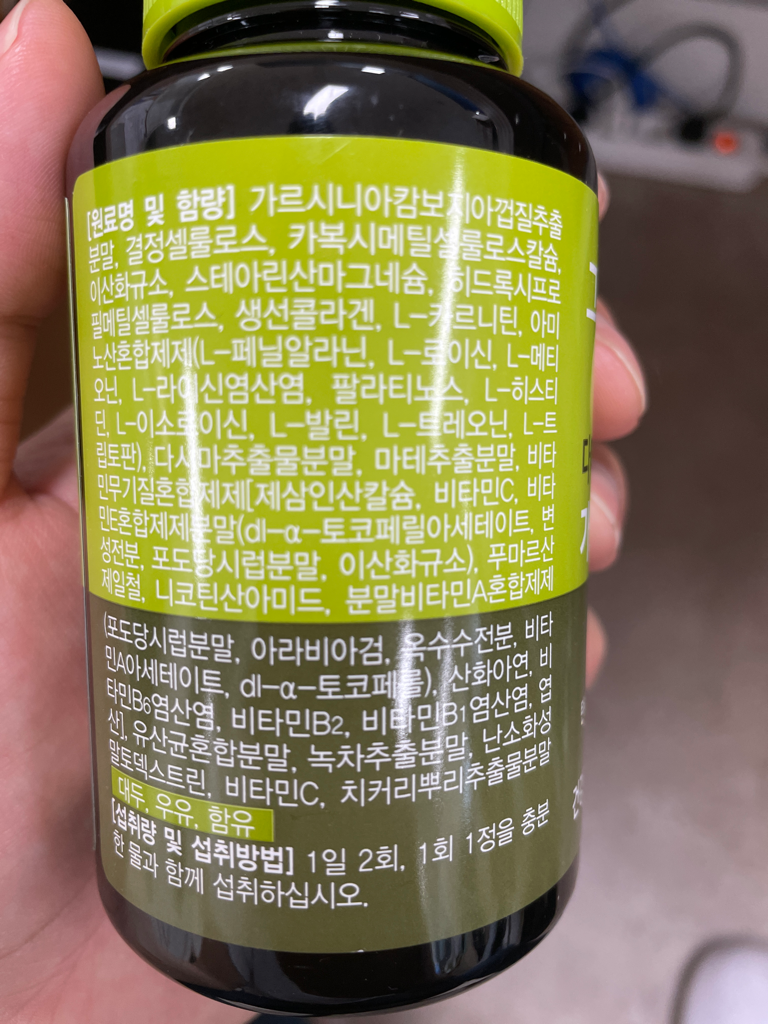 [원료명 및 함량] 가르시니아캄보지아껍질추출
분말, 결정셀룰로스, 카복시메틸셀룰로스칼슘,
이산화규소, 스테아린산마그네슘, 히드록시프로
필메틸셀룰로스, 생선콜라겐, L-카르니틴, 아미
노산혼합제제(L-페닐알라닌, L-로이신, L-메티
오닌, L-라이신염산염, 팔라티노스, L-히스티
딘, L-이소로이신, L-발린, L-트레오닌, L-트
립토판), 다시마추출물분말, 마테추출분말, 비타
민무기질혼합제제[제삼인산칼슘, 비타민C, 비타
민E혼합제제분말(dl-α-토코페릴아세테이트, 변
성전분, 포도당시럽분말, 이산화규소), 푸마르산
제일철, 니코틴산아미드, 분말비타민A혼합제제
(포도당시럽분말, 아라비아검, 옥수수전분, 비타
민A아세테이트, dl-α-토코페롤), 산화아연, 비
타민B6염산염, 비타민B2, 비타민B1염산염, 엽
산], 유산균혼합분말, 녹차추출분말, 난소화성
말토덱스트린, 비타민C, 치커리뿌리추출물분말
대두, 우유, 함유
[섭취량 및 섭취방법] 1일 2회, 1회 1정을 충분
한 물과 함께 섭취하십시오.